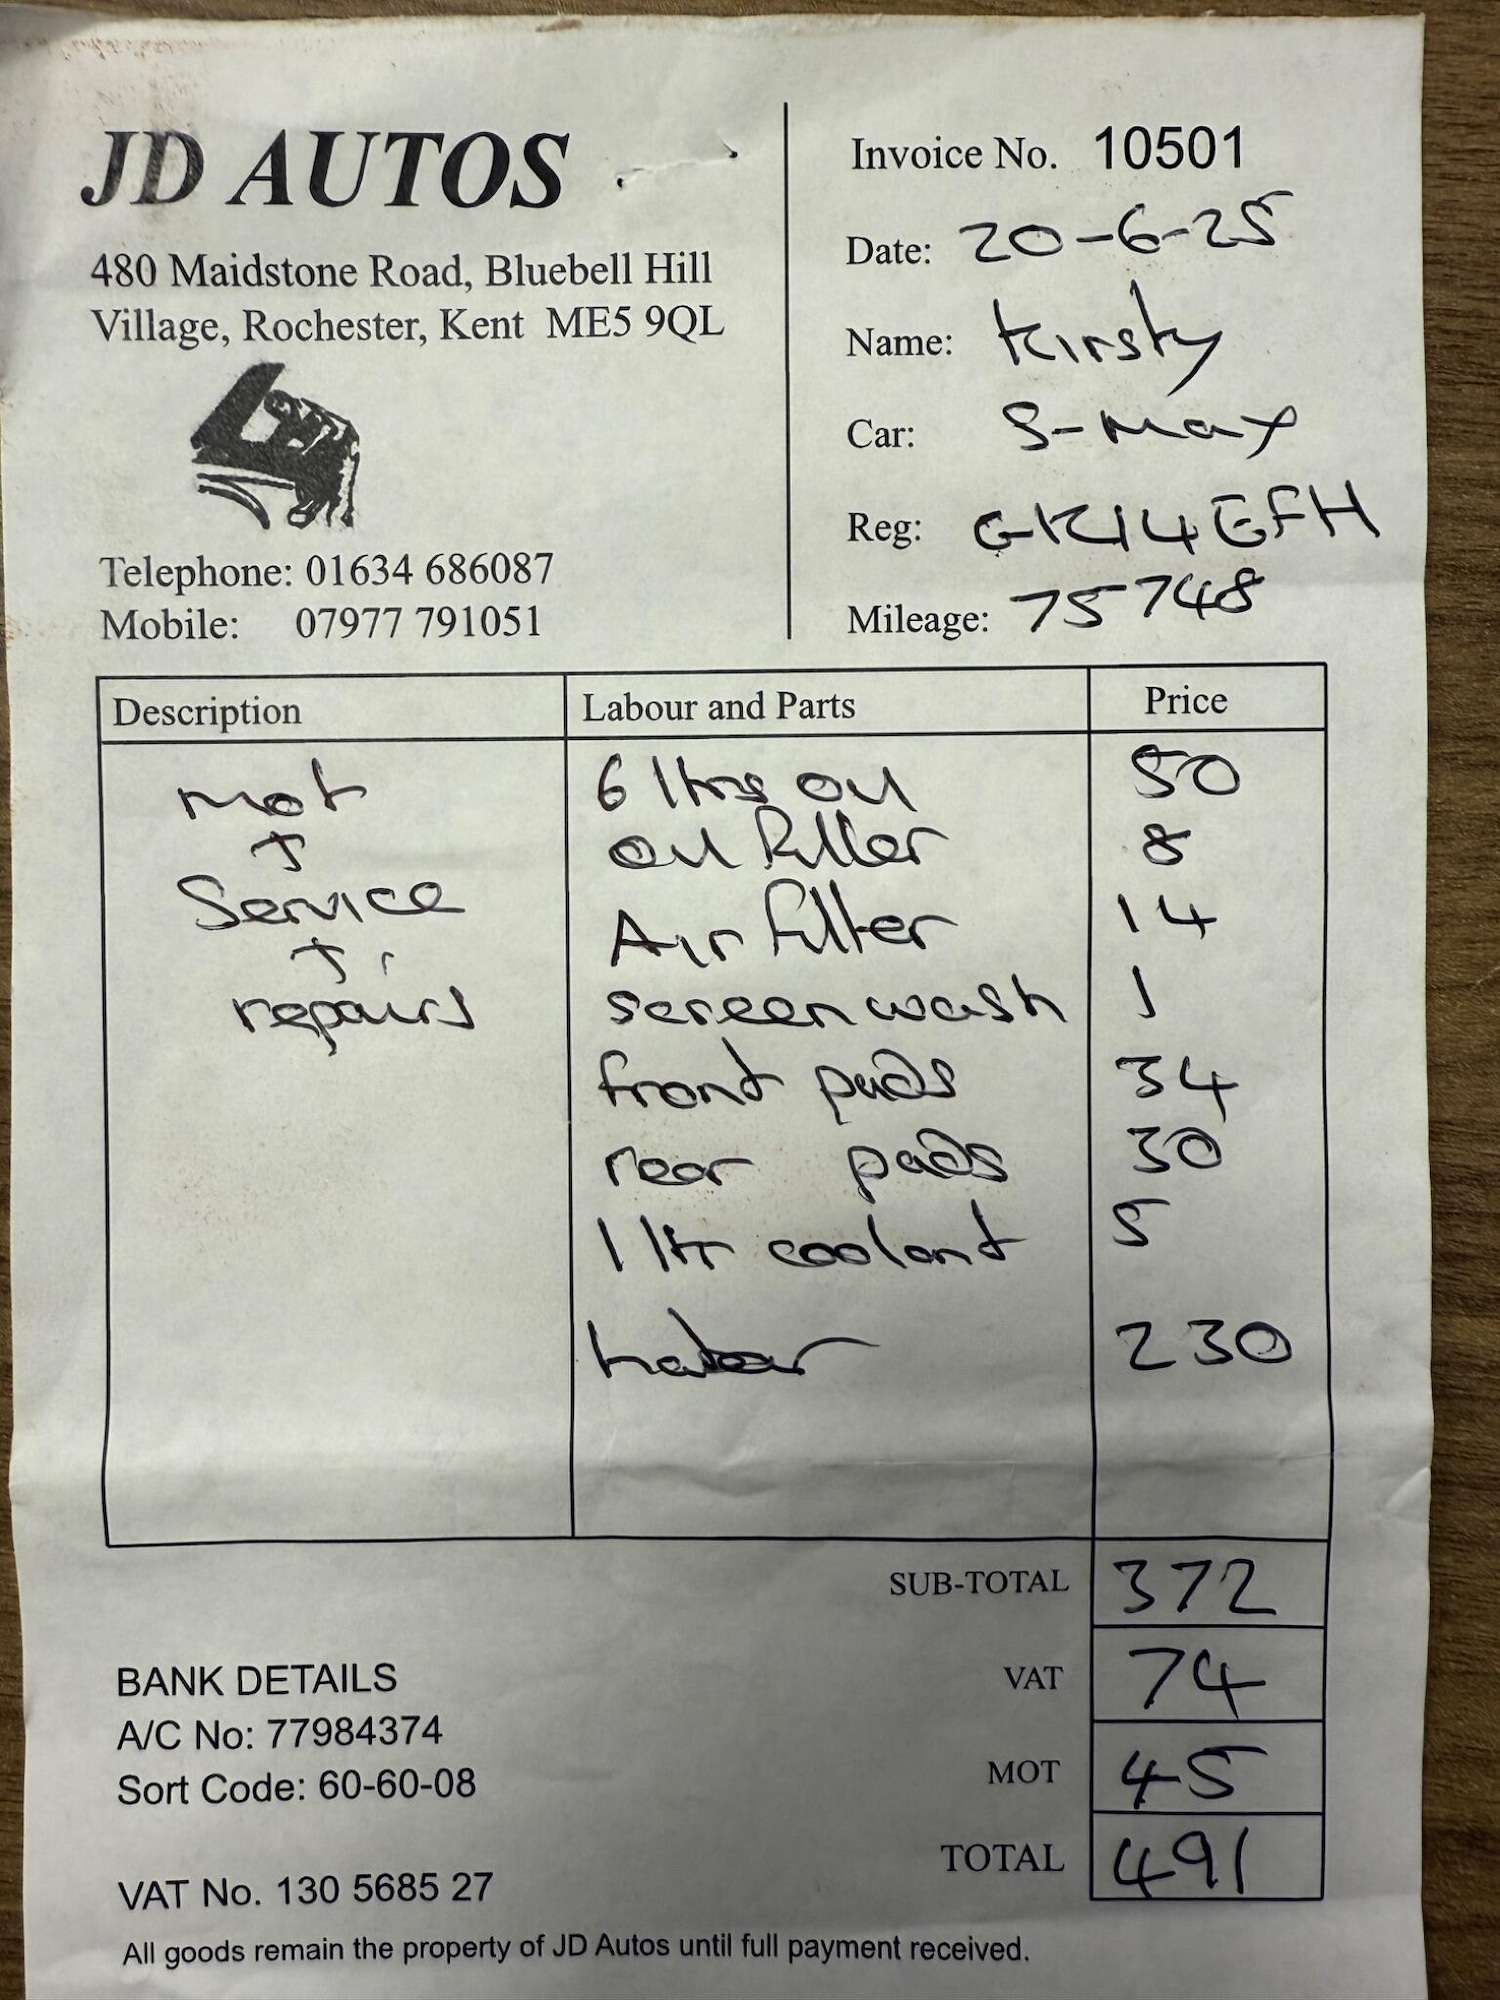 JD AUTOS
480 Maidstone Road, Bluebell Hill
Village, Rochester, Kent ME5 9QL
Telephone: 01634 686087
Mobile: 07977 791051
Invoice No. 10501
Date: 20-6-25
Name: Kirsty
Car: S-Max
Reg: GK14EFH
Mileage: 75748
Description Labour and Parts Price
mot 6 ltrs oil 50
+ oil filter 8
Service Air filter 14
+ screen wash 1
repairs front pads 34
rear pads 30
1 ltr coolant 5
Labour 230
SUB-TOTAL 372
VAT 74
MOT 45
TOTAL 491
BANK DETAILS
A/C No: 77984374
Sort Code: 60-60-08
VAT No. 130 5685 27
All goods remain the property of JD Autos until full payment received.